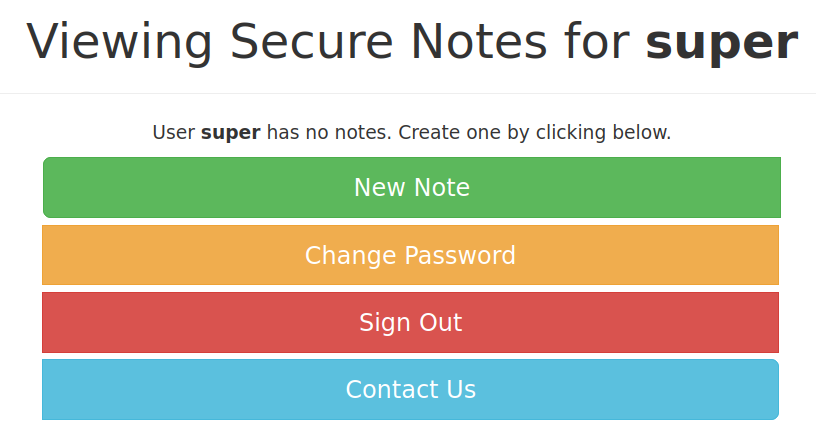 Viewing Secure Notes for super
User super has no notes. Create one by clicking below.
New Note
Change Password
Sign Out
Contact Us